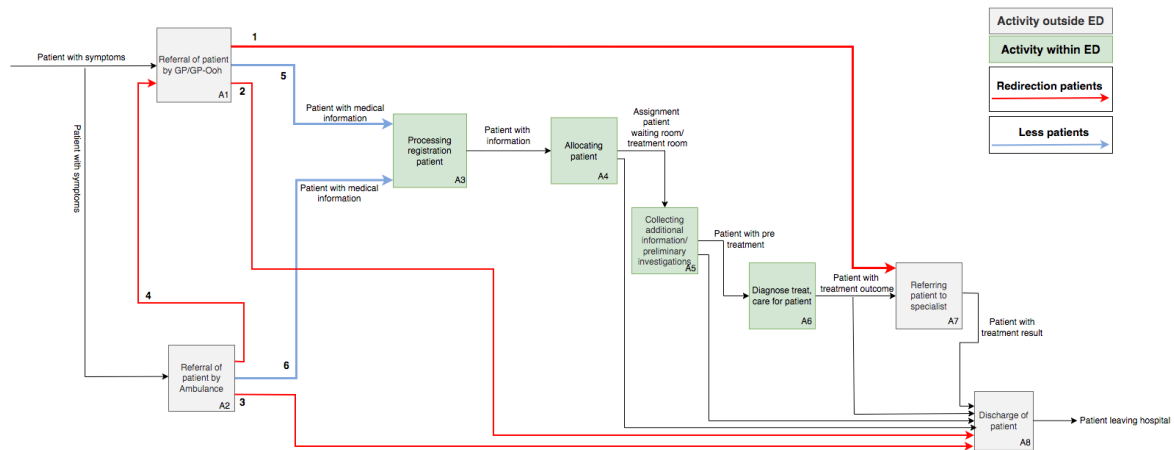 Patient with symptoms
Patient with symptoms
Referral of patient
by GP/GP-Ooh
A1
1
5
2
4
Referral of
patient by
Ambulance
A2
6
3
Patient with medical
information
Patient with medical
information
Processing
registration
patient
A3
Patient with
information
Allocating
patient
A4
Assignment
patient
waiting room/
treatment room
Collecting
additional
information/
preliminary
investigations
A5
Patient with pre
treatment
Diagnose treat,
care for patient
A6
Patient with
treatment outcome
Referring
patient to
specialist
A7
Patient with
treatment result
Discharge of
patient
A8
Patient leaving hospital
Activity outside ED
Activity within ED
Redirection patients
Less patients